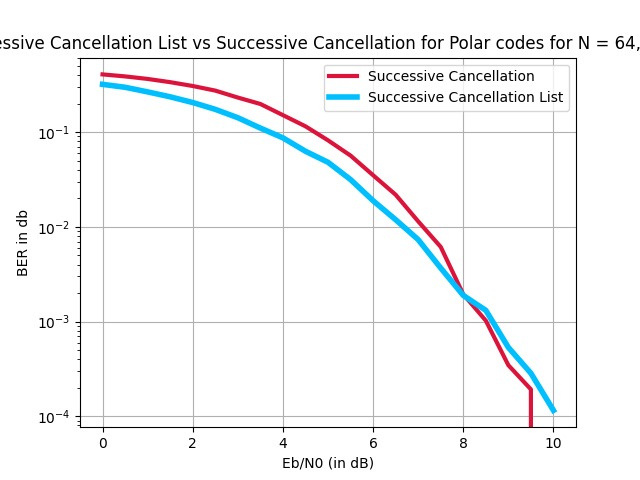 essive Cancellation List vs Successive Cancellation for Polar codes for N = 64,
Successive Cancellation
Successive Cancellation List
10⁻¹
10⁻²
10⁻³
10⁻⁴
BER in db
0 2 4 6 8 10
Eb/N0 (in dB)